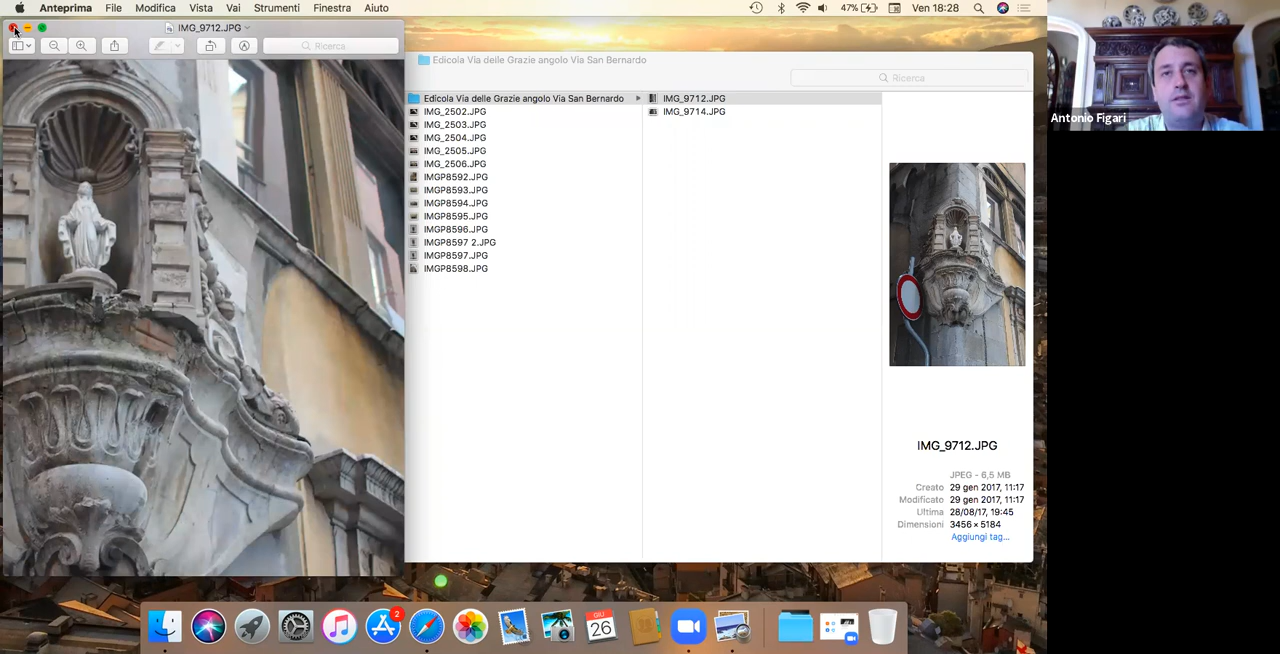 Anteprima File Modifica Vista Vai Strumenti Finestra Aiuto 47% Ven 18:28
IMG_9712.JPG
Ricerca
Edicola Via delle Grazie angolo Via San Bernardo
Ricerca
Edicola Via delle Grazie angolo Via San Bernardo
IMG_2502.JPG
IMG_2503.JPG
IMG_2504.JPG
IMG_2505.JPG
IMG_2506.JPG
IMGP8592.JPG
IMGP8593.JPG
IMGP8594.JPG
IMGP8595.JPG
IMGP8596.JPG
IMGP8597 2.JPG
IMGP8597.JPG
IMGP8598.JPG
IMG_9712.JPG
IMG_9714.JPG
IMG_9712.JPG
JPEG - 6,5 MB
Creato 29 gen 2017, 11:17
Modificato 29 gen 2017, 11:17
Ultima 28/08/17, 19:45
Dimensioni 3456 × 5184
Aggiungi tag...
Antonio Figari
2
GIU
26